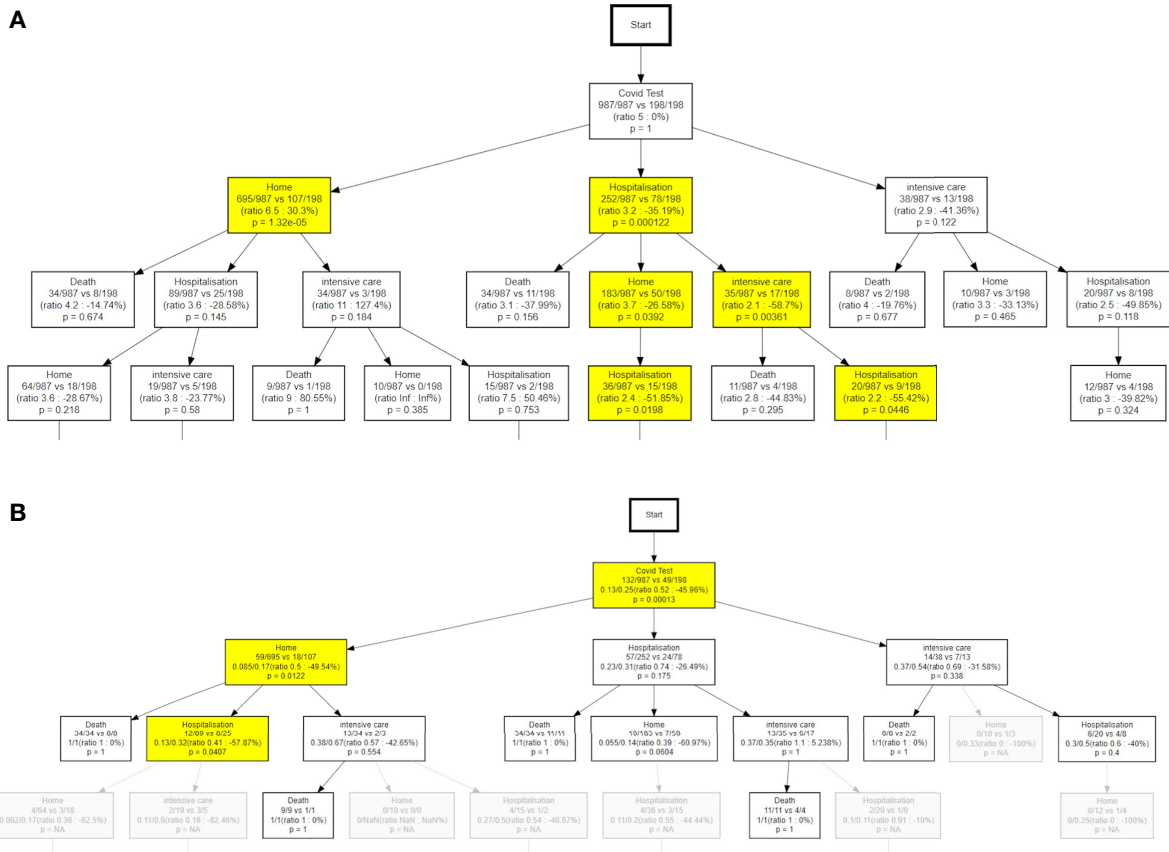 A
Start
Covid Test
987/987 vs 198/198
(ratio 5 : 0%)
p = 1
Home
695/987 vs 107/198
(ratio 6.5 : 30.3%)
p = 1.32e-05
Hospitalisation
252/987 vs 78/198
(ratio 3.2 : -35.19%)
p = 0.000122
intensive care
38/987 vs 13/198
(ratio 2.9 : -41.36%)
p = 0.122
Death
34/987 vs 8/198
(ratio 4.2 : -14.74%)
p = 0.674
Hospitalisation
89/987 vs 25/198
(ratio 3.6 : -28.58%)
p = 0.145
intensive care
34/987 vs 3/198
(ratio 11 : 127.4%)
p = 0.184
Death
34/987 vs 11/198
(ratio 3.1 : -37.99%)
p = 0.156
Home
183/987 vs 50/198
(ratio 3.7 : -26.58%)
p = 0.0392
intensive care
35/987 vs 17/198
(ratio 2.1 : -58.7%)
p = 0.00361
Death
8/987 vs 2/198
(ratio 4 : -19.76%)
p = 0.677
Home
10/987 vs 3/198
(ratio 3.3 : -33.13%)
p = 0.465
Hospitalisation
20/987 vs 8/198
(ratio 2.5 : -49.85%)
p = 0.118
Home
64/987 vs 18/198
(ratio 3.6 : -28.67%)
p = 0.218
intensive care
19/987 vs 5/198
(ratio 3.8 : -23.77%)
p = 0.58
Death
9/987 vs 1/198
(ratio 9 : 80.55%)
p = 1
Home
10/987 vs 0/198
(ratio Inf : Inf%)
p = 0.385
Hospitalisation
15/987 vs 2/198
(ratio 7.5 : 50.46%)
p = 0.753
Hospitalisation
36/987 vs 15/198
(ratio 2.4 : -51.85%)
p = 0.0198
Death
11/987 vs 4/198
(ratio 2.8 : -44.83%)
p = 0.295
Hospitalisation
20/987 vs 9/198
(ratio 2.2 : -55.42%)
p = 0.0446
Home
12/987 vs 4/198
(ratio 3 : -39.82%)
p = 0.324
B
Start
Covid Test
132/987 vs 49/198
0.13/0.25(ratio 0.52 : -45.96%)
p = 0.00013
Home
59/695 vs 18/107
0.085/0.17(ratio 0.5 : -49.54%)
p = 0.0122
Hospitalisation
57/252 vs 24/78
0.23/0.31(ratio 0.74 : -26.49%)
p = 0.175
intensive care
14/38 vs 7/13
0.37/0.54(ratio 0.69 : -31.58%)
p = 0.338
Death
34/34 vs 8/8
1/1(ratio 1 : 0%)
p = 1
Hospitalisation
12/89 vs 8/25
0.13/0.32(ratio 0.41 : -57.87%)
p = 0.0407
intensive care
13/34 vs 2/3
0.38/0.67(ratio 0.57 : -42.65%)
p = 0.554
Death
34/34 vs 11/11
1/1(ratio 1 : 0%)
p = 1
Home
10/183 vs 7/50
0.055/0.14(ratio 0.39 : -60.97%)
p = 0.0604
intensive care
13/35 vs 6/17
0.37/0.35(ratio 1.1 : 5.238%)
p = 1
Death
8/8 vs 2/2
1/1(ratio 1 : 0%)
p = 1
Home
0/10 vs 1/3
0/0.33(ratio 0 : -100%)
p = NA
Hospitalisation
6/20 vs 4/8
0.3/0.5(ratio 0.6 : -40%)
p = 0.4
Home
4/64 vs 3/18
0.062/0.17(ratio 0.36 : -62.5%)
p = NA
intensive care
2/19 vs 3/5
0.11/0.6(ratio 0.18 : -82.46%)
p = NA
Death
9/9 vs 1/1
1/1(ratio 1 : 0%)
p = 1
Home
0/10 vs 0/0
0/NaN(ratio NaN : NaN%)
p = NA
Hospitalisation
4/15 vs 1/2
0.27/0.5(ratio 0.54 : -46.67%)
p = NA
Hospitalisation
4/36 vs 3/15
0.11/0.2(ratio 0.55 : -44.44%)
p = NA
Death
11/11 vs 4/4
1/1(ratio 1 : 0%)
p = 1
Hospitalisation
2/20 vs 1/9
0.1/0.11(ratio 0.91 : -10%)
p = NA
Home
0/12 vs 1/4
0/0.25(ratio 0 : -100%)
p = NA